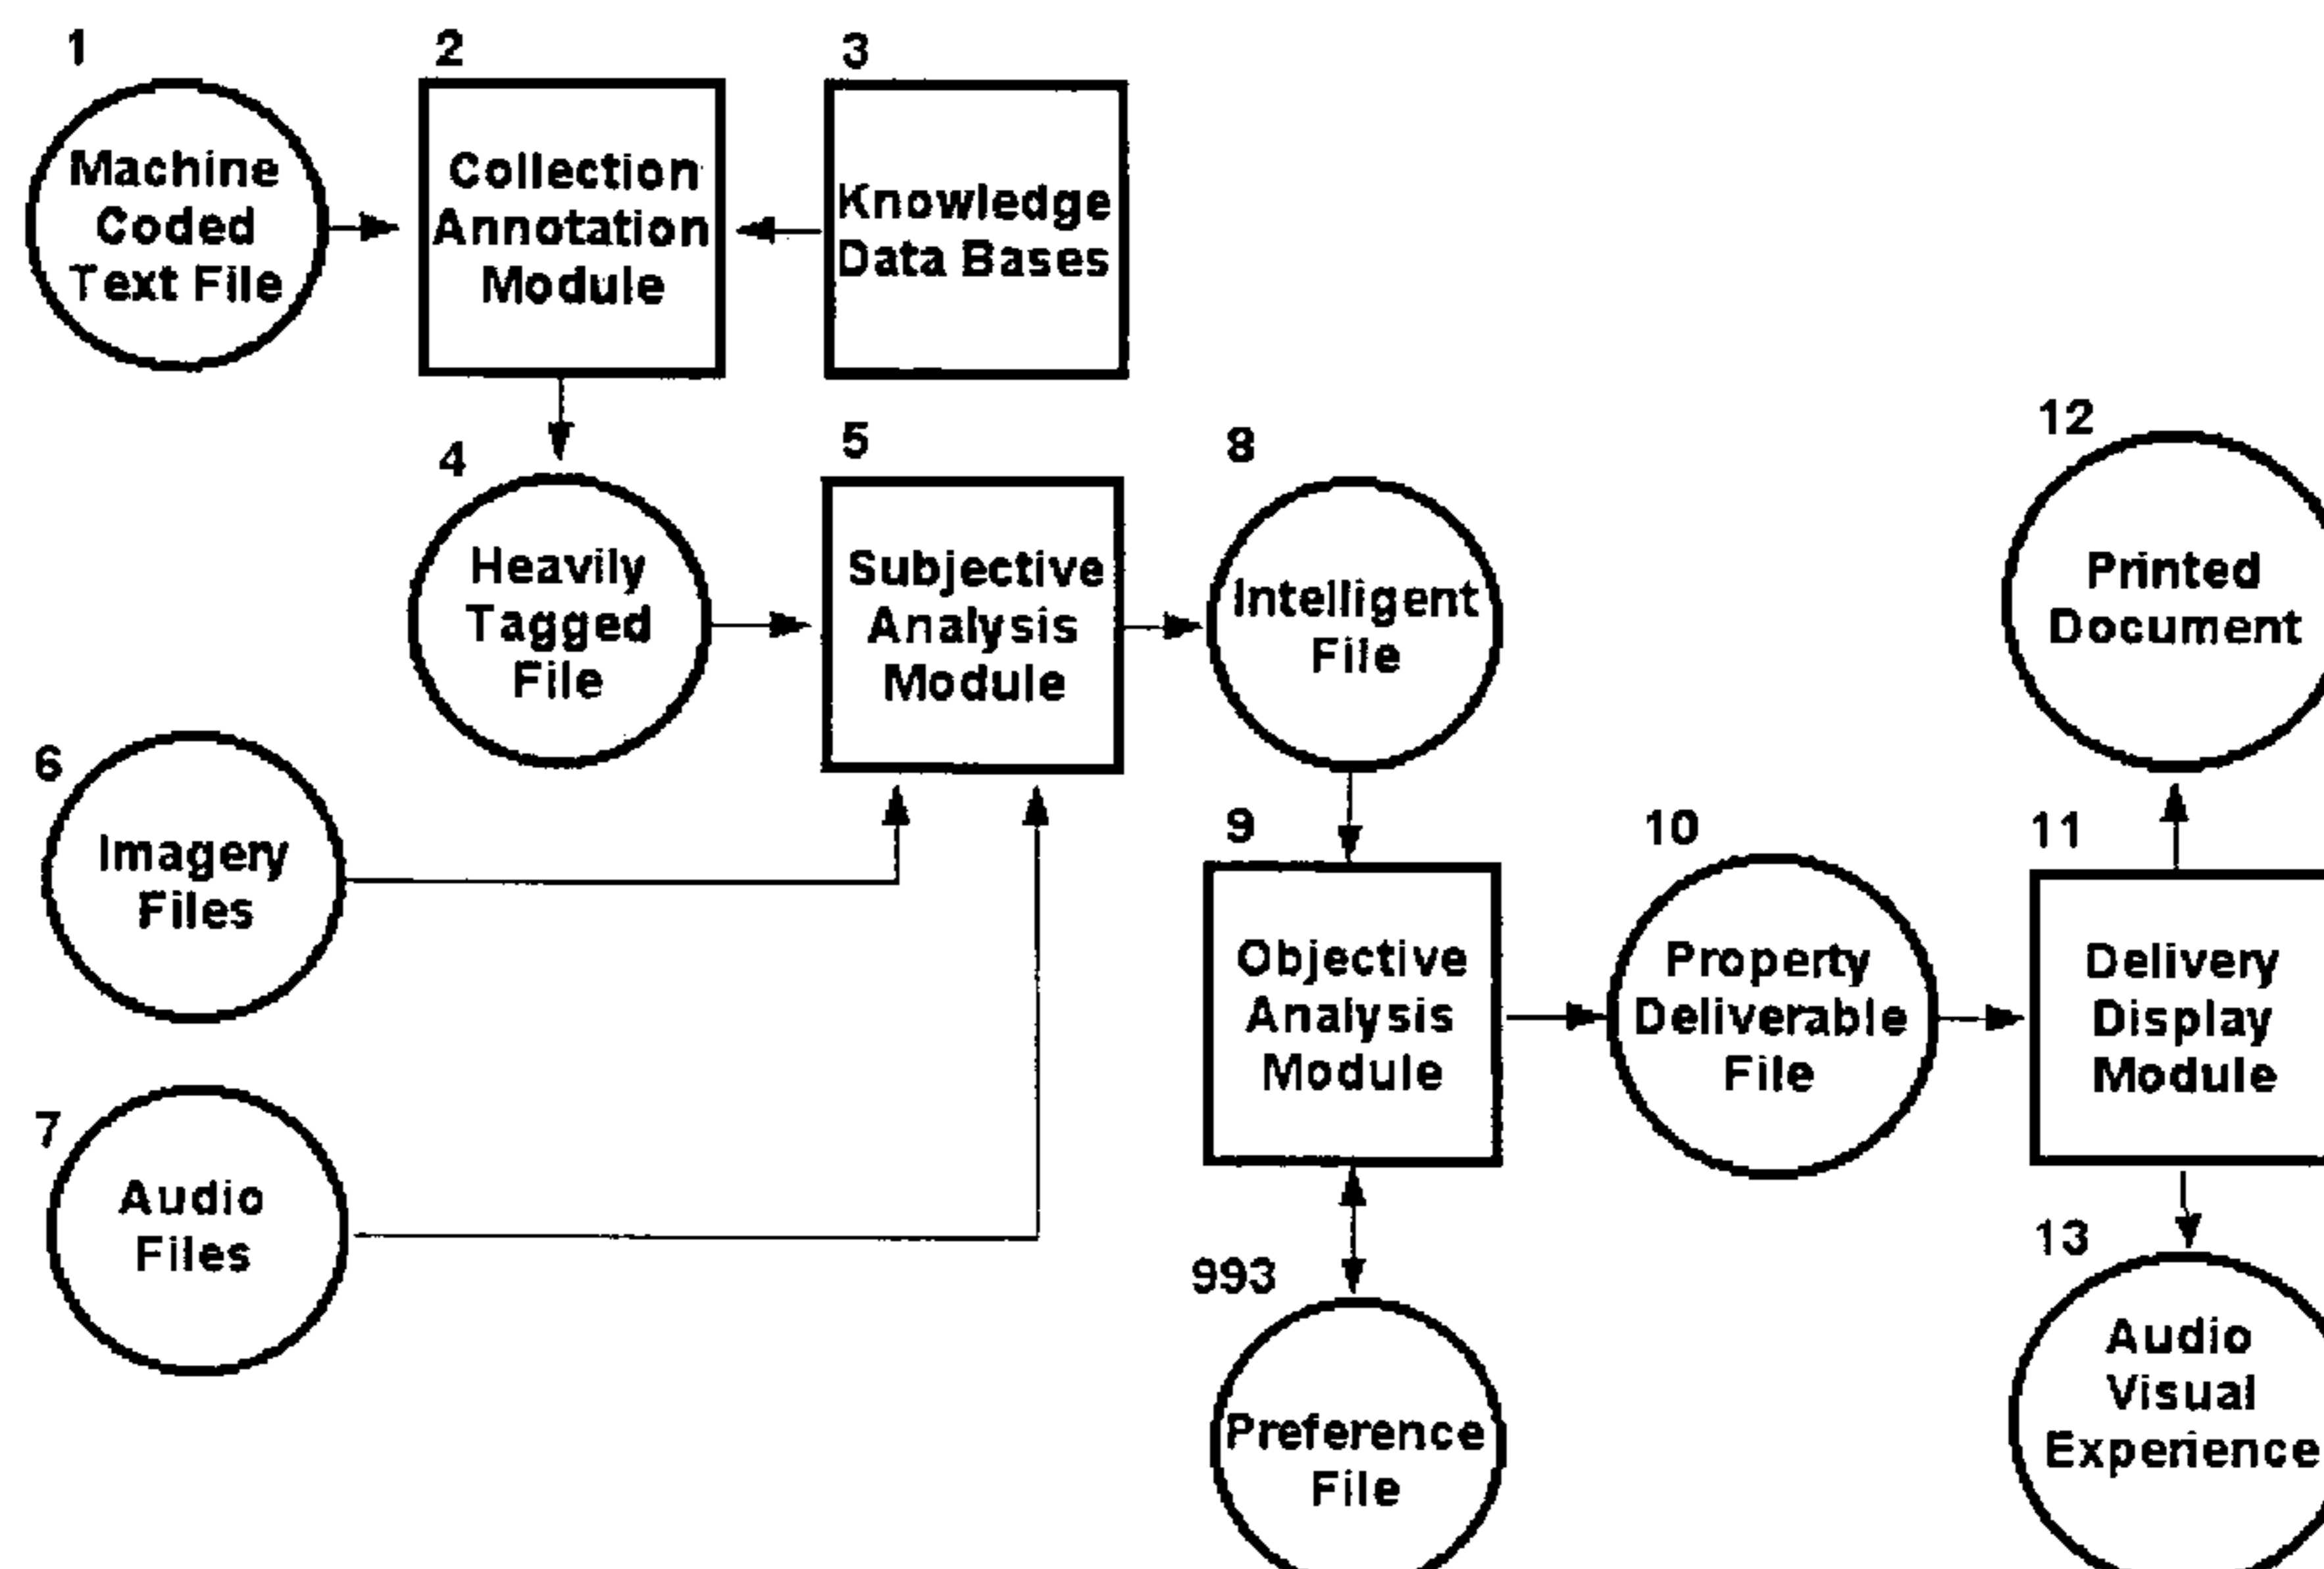 1
Machine
Coded
Text File
2
Collection
Annotation
Module
3
Knowledge
Data Bases
4
Heavily
Tagged
File
5
Subjective
Analysis
Module
8
Intelligent
File
12
Printed
Document
6
Imagery
Files
9
Objective
Analysis
Module
10
Property
Deliverable
File
11
Delivery
Display
Module
7
Audio
Files
993
Preference
File
13
Audio
Visual
Experience